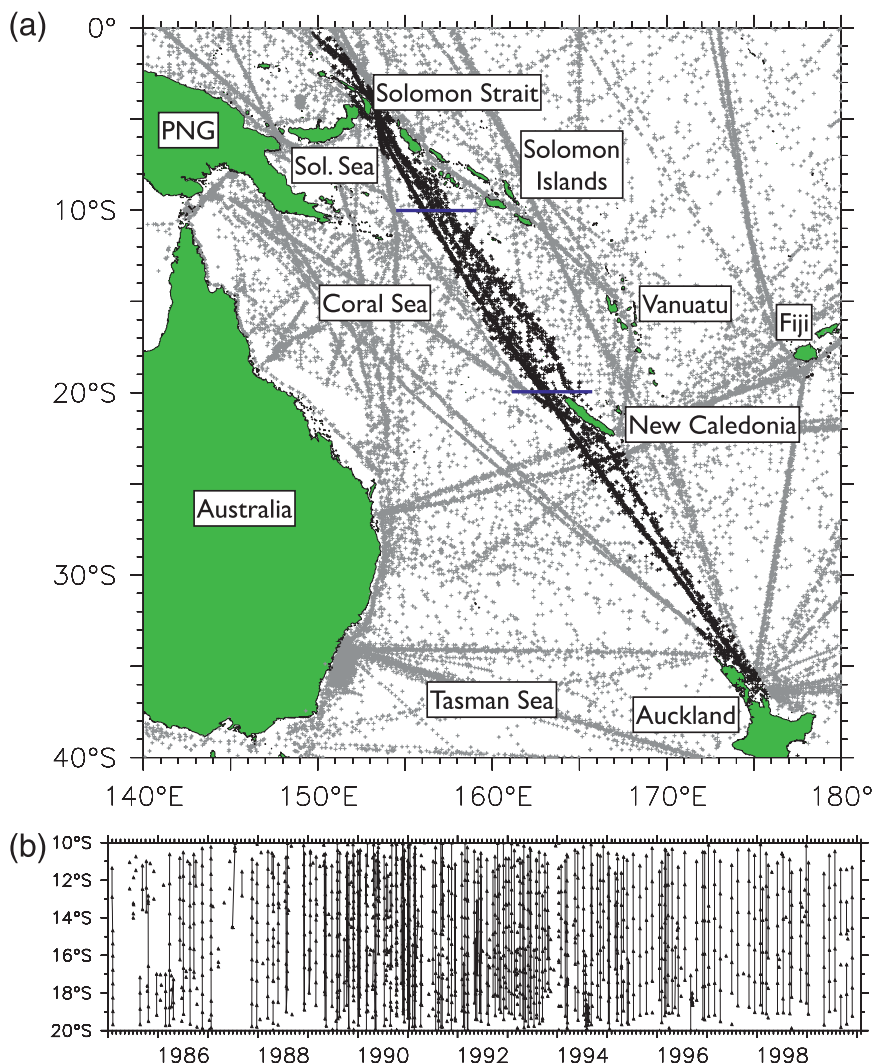 (a)
0°
Solomon Strait
PNG
Sol. Sea
Solomon
Islands
10°S
Coral Sea
Vanuatu
Fiji
20°S
New Caledonia
Australia
30°S
Tasman Sea
Auckland
40°S
140°E 150°E 160°E 170°E 180°
(b)
10°S
12°S
14°S
16°S
18°S
20°S
1986 1988 1990 1992 1994 1996 1998